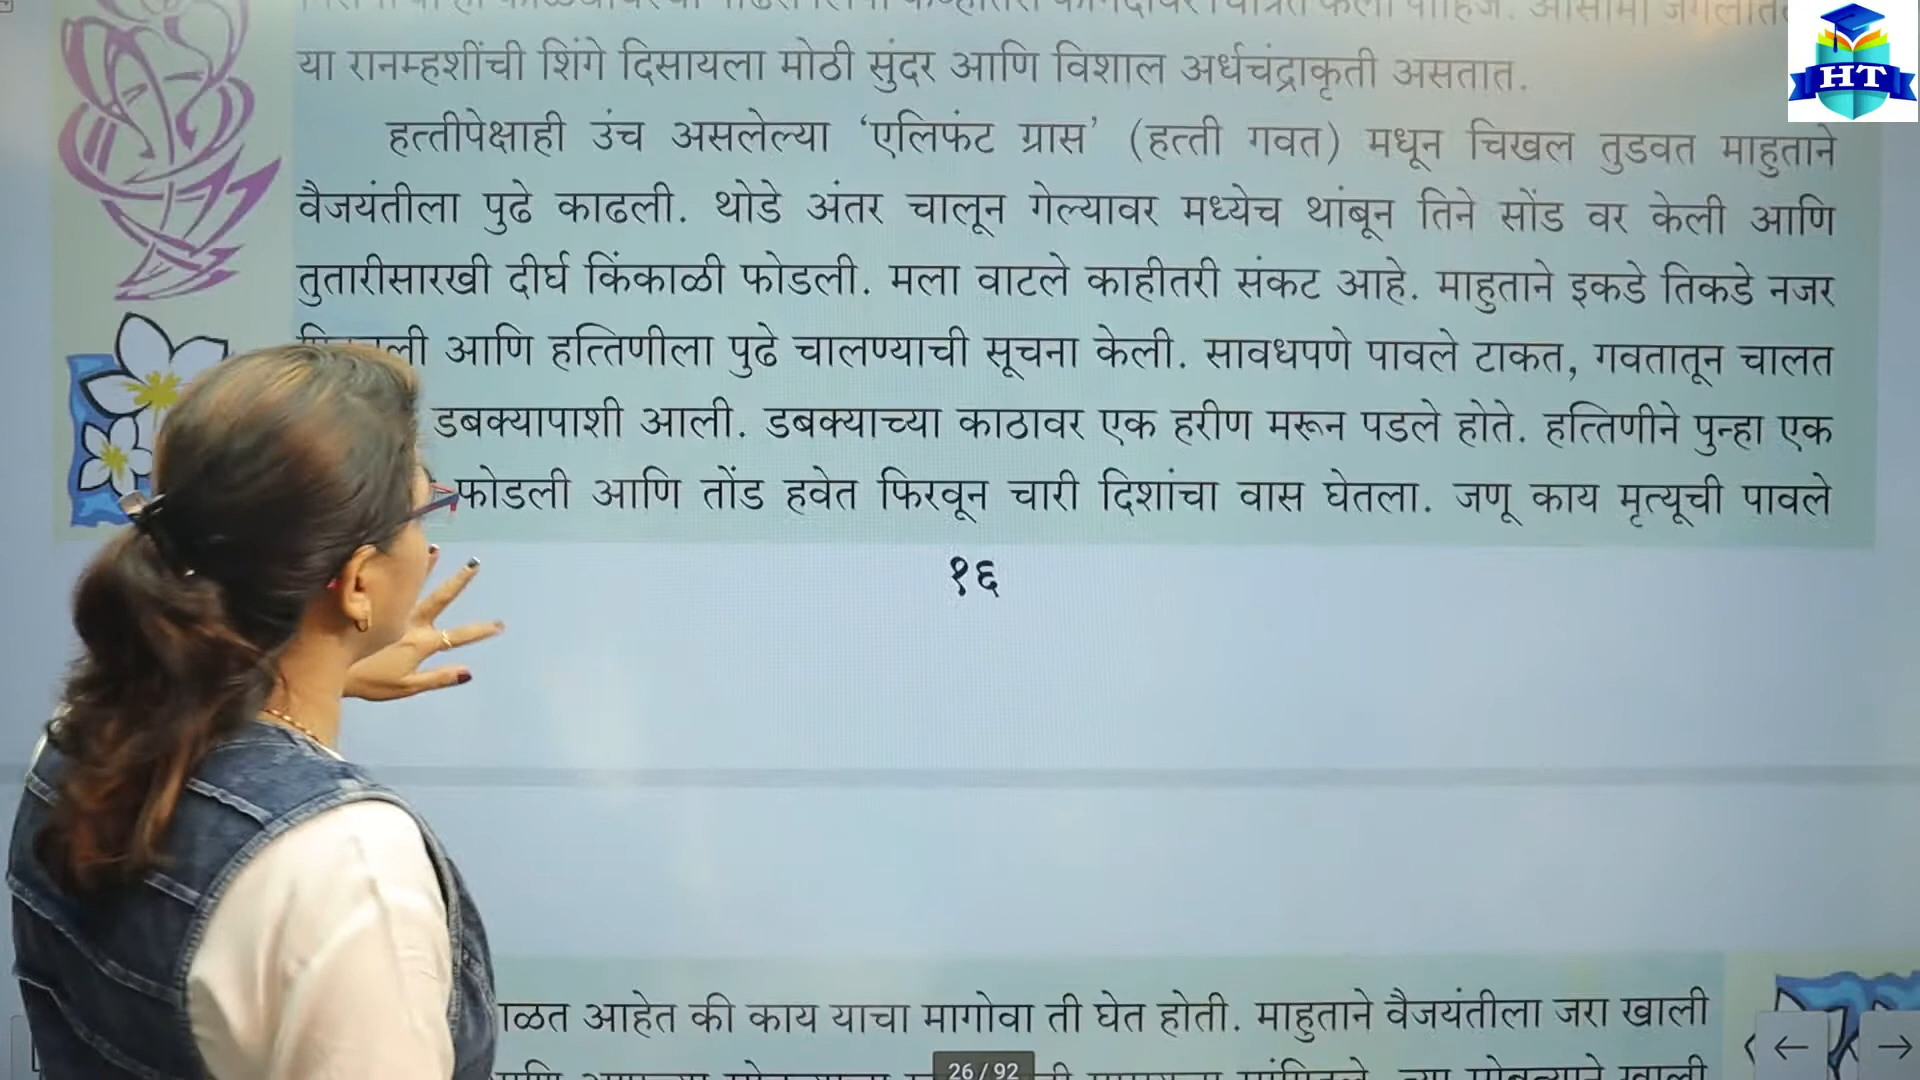 HT
या रानम्हशींची शिंगे दिसायला मोठी सुंदर आणि विशाल अर्धचंद्राकृती असतात.
हत्तीपेक्षाही उंच असलेल्या ‘एलिफंट ग्रास’ (हत्ती गवत) मधून चिखल तुडवत माहुताने
वैजयंतीला पुढे काढली. थोडे अंतर चालून गेल्यावर मध्येच थांबून तिने सोंड वर केली आणि
तुतारीसारखी दीर्घ किंकाळी फोडली. मला वाटले काहीतरी संकट आहे. माहुताने इकडे तिकडे नजर
आणि हत्तिणीला पुढे चालण्याची सूचना केली. सावधपणे पावले टाकत, गवतातून चालत
डबक्यापाशी आली. डबक्याच्या काठावर एक हरीण मरून पडले होते. हत्तिणीने पुन्हा एक
फोडली आणि तोंड हवेत फिरवून चारी दिशांचा वास घेतला. जणू काय मृत्यूची पावले
१६
आहेत की काय याचा मागोवा ती घेत होती. माहुताने वैजयंतीला जरा खाली
26 / 92